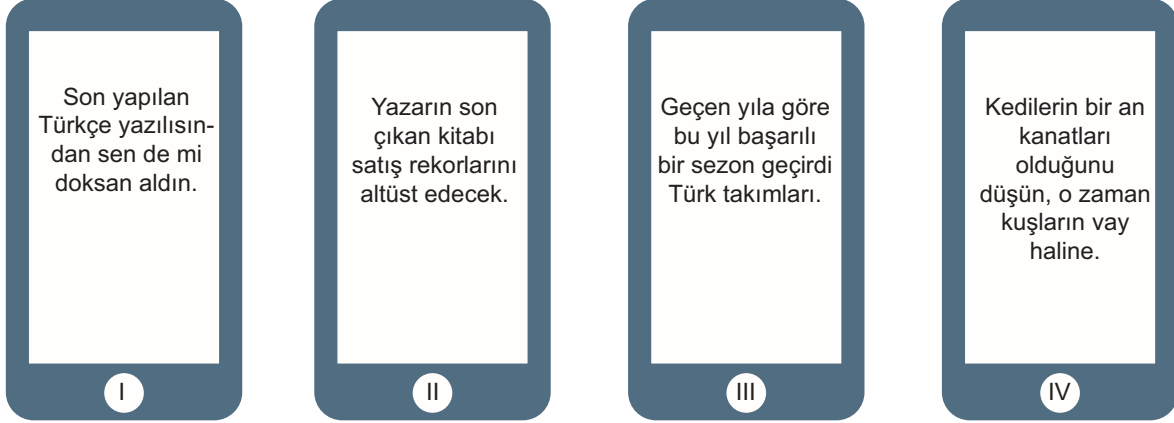 Son yapılan
Türkçe yazılısın-
dan sen de mi
doksan aldın.
I
Yazarın son
çıkan kitabı
satış rekorlarını
altüst edecek.
II
Geçen yıla göre
bu yıl başarılı
bir sezon geçirdi
Türk takımları.
III
Kedilerin bir an
kanatları
olduğunu
düşün, o zaman
kuşların vay
haline.
IV